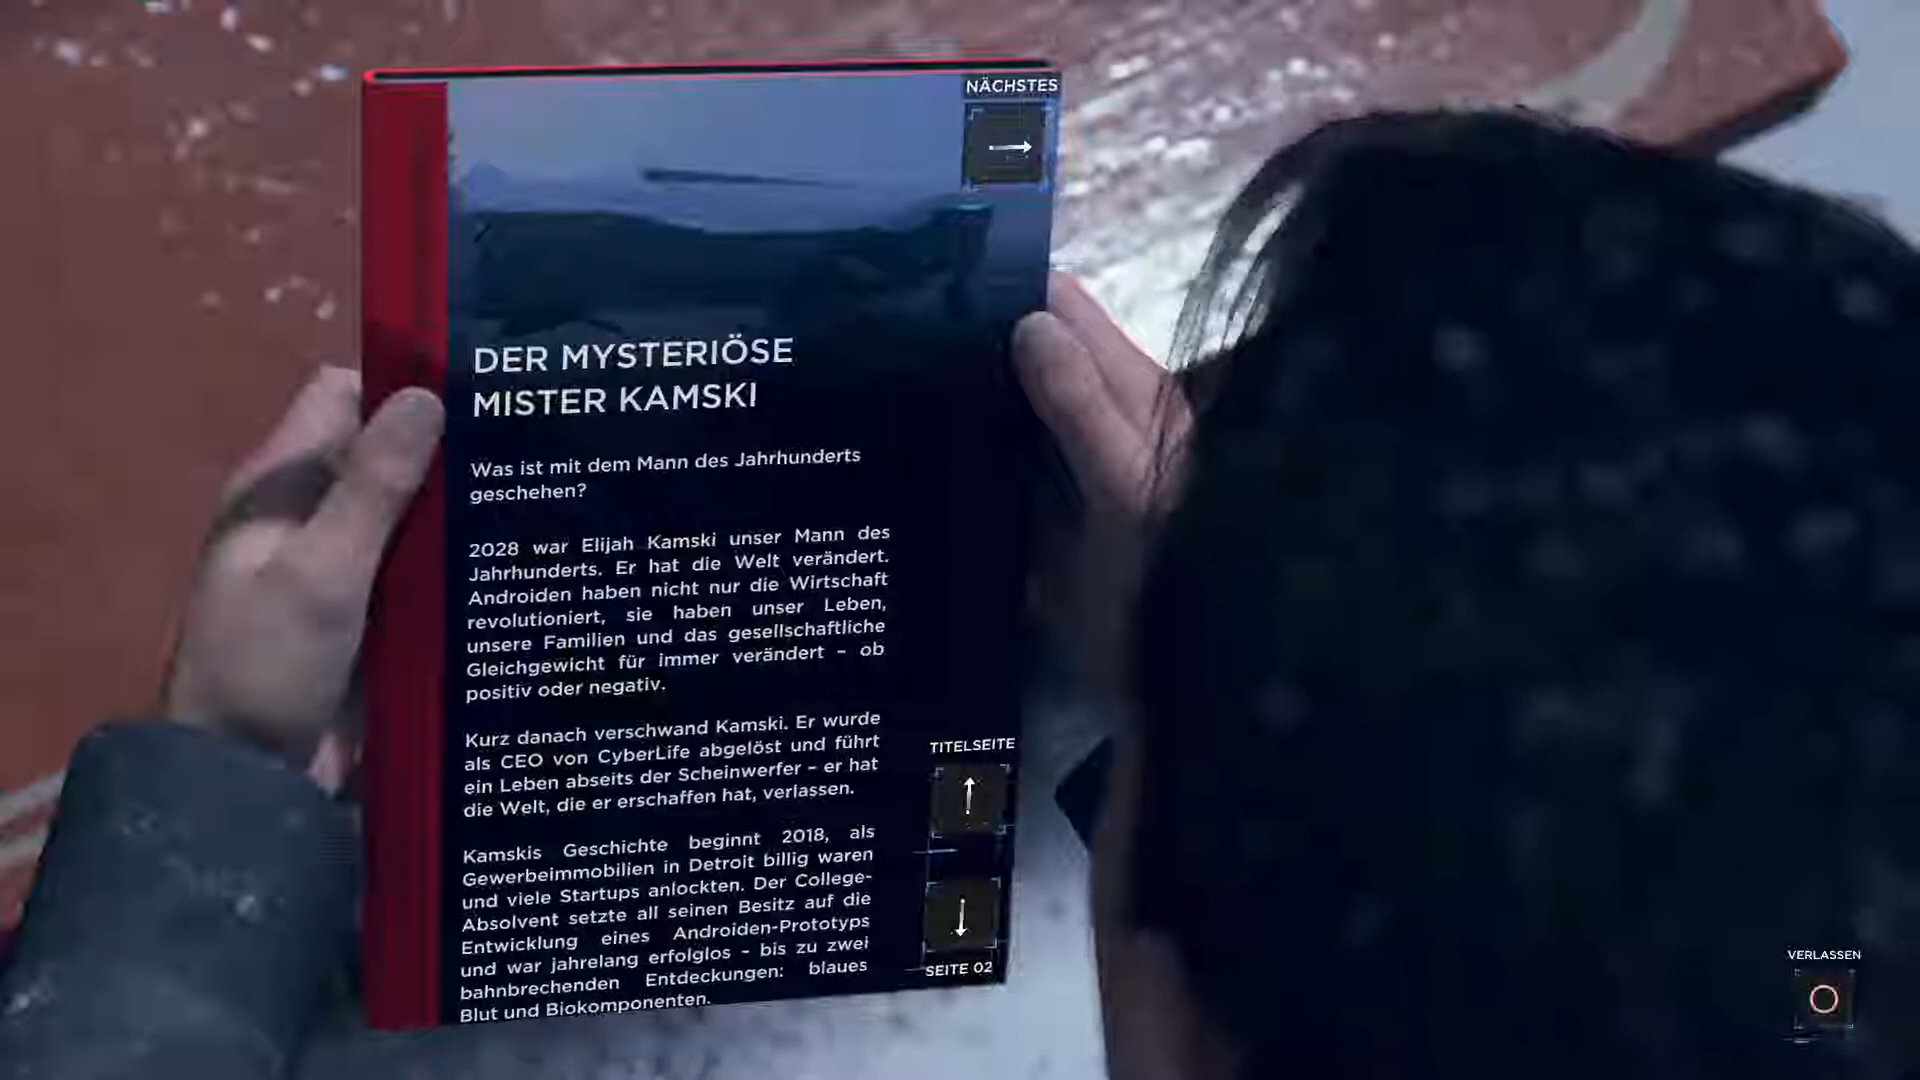 NÄCHSTES
DER MYSTERIÖSE
MISTER KAMSKI
Was ist mit dem Mann des Jahrhunderts
geschehen?
2028 war Elijah Kamski unser Mann des
Jahrhunderts. Er hat die Welt verändert.
Androiden haben nicht nur die Wirtschaft
revolutioniert, sie haben unser Leben,
unsere Familien und das gesellschaftliche
Gleichgewicht für immer verändert – ob
positiv oder negativ.
Kurz danach verschwand Kamski. Er wurde
als CEO von CyberLife abgelöst und führt
ein Leben abseits der Scheinwerfer – er hat
die Welt, die er erschaffen hat, verlassen.
Kamskis Geschichte beginnt 2018, als
Gewerbeimmobilien in Detroit billig waren
und viele Startups anlockten. Der College-
Absolvent setzte all seinen Besitz auf die
Entwicklung eines Androiden-Prototyps
und war jahrelang erfolglos – bis zu zwei
bahnbrechenden Entdeckungen: blaues
Blut und Biokomponenten.
TITELSEITE
SEITE 02
VERLASSEN